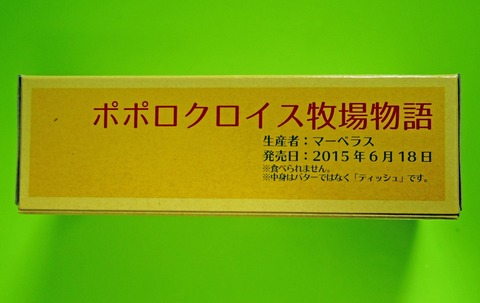 ポポロクロイス牧場物語
生産者：マーベラス
発売日：2015年6月18日
※食べられません。
※中身はバターではなく「ティッシュ」です。